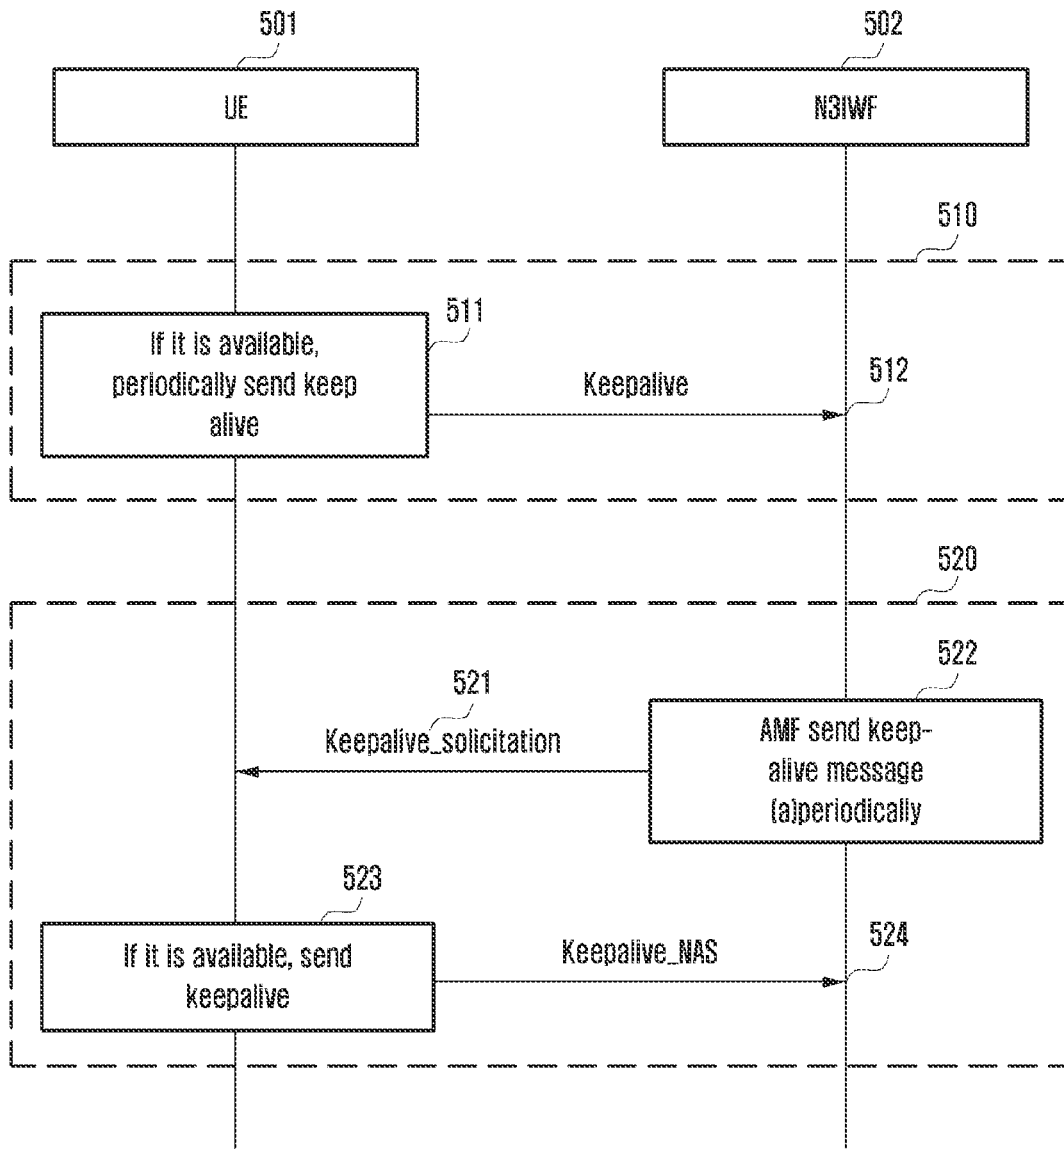 501
502
UE
N3IWF
510
511
If it is available,
periodically send keep
alive
Keepalive
512
520
522
521
Keepalive_solicitation
AMF send keep-
alive message
(a)periodically
523
If it is available, send
keepalive
Keepalive_NAS
524